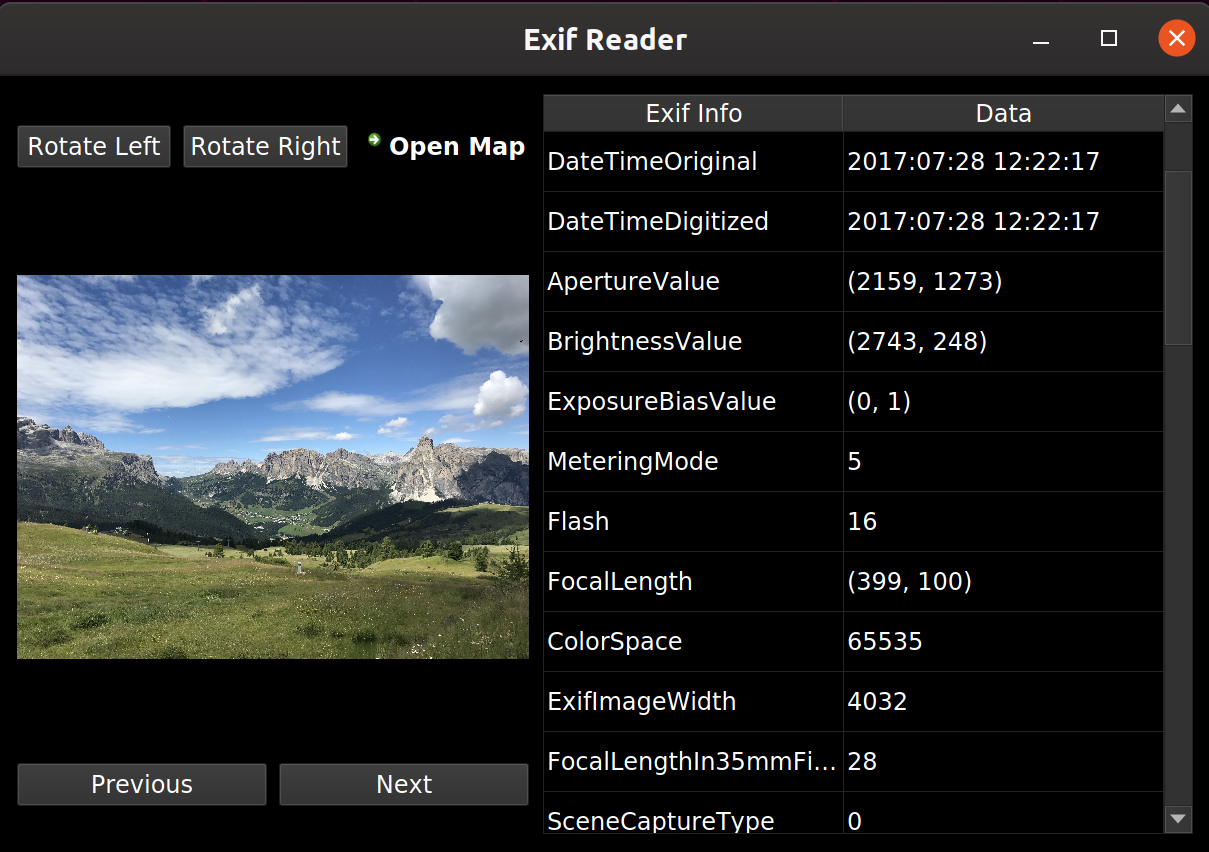 Exif Reader
Rotate Left
Rotate Right
Open Map
Exif Info Data
DateTimeOriginal 2017:07:28 12:22:17
DateTimeDigitized 2017:07:28 12:22:17
ApertureValue (2159, 1273)
BrightnessValue (2743, 248)
ExposureBiasValue (0, 1)
MeteringMode 5
Flash 16
FocalLength (399, 100)
ColorSpace 65535
ExifImageWidth 4032
FocalLengthIn35mmFi... 28
SceneCaptureType 0
Previous
Next